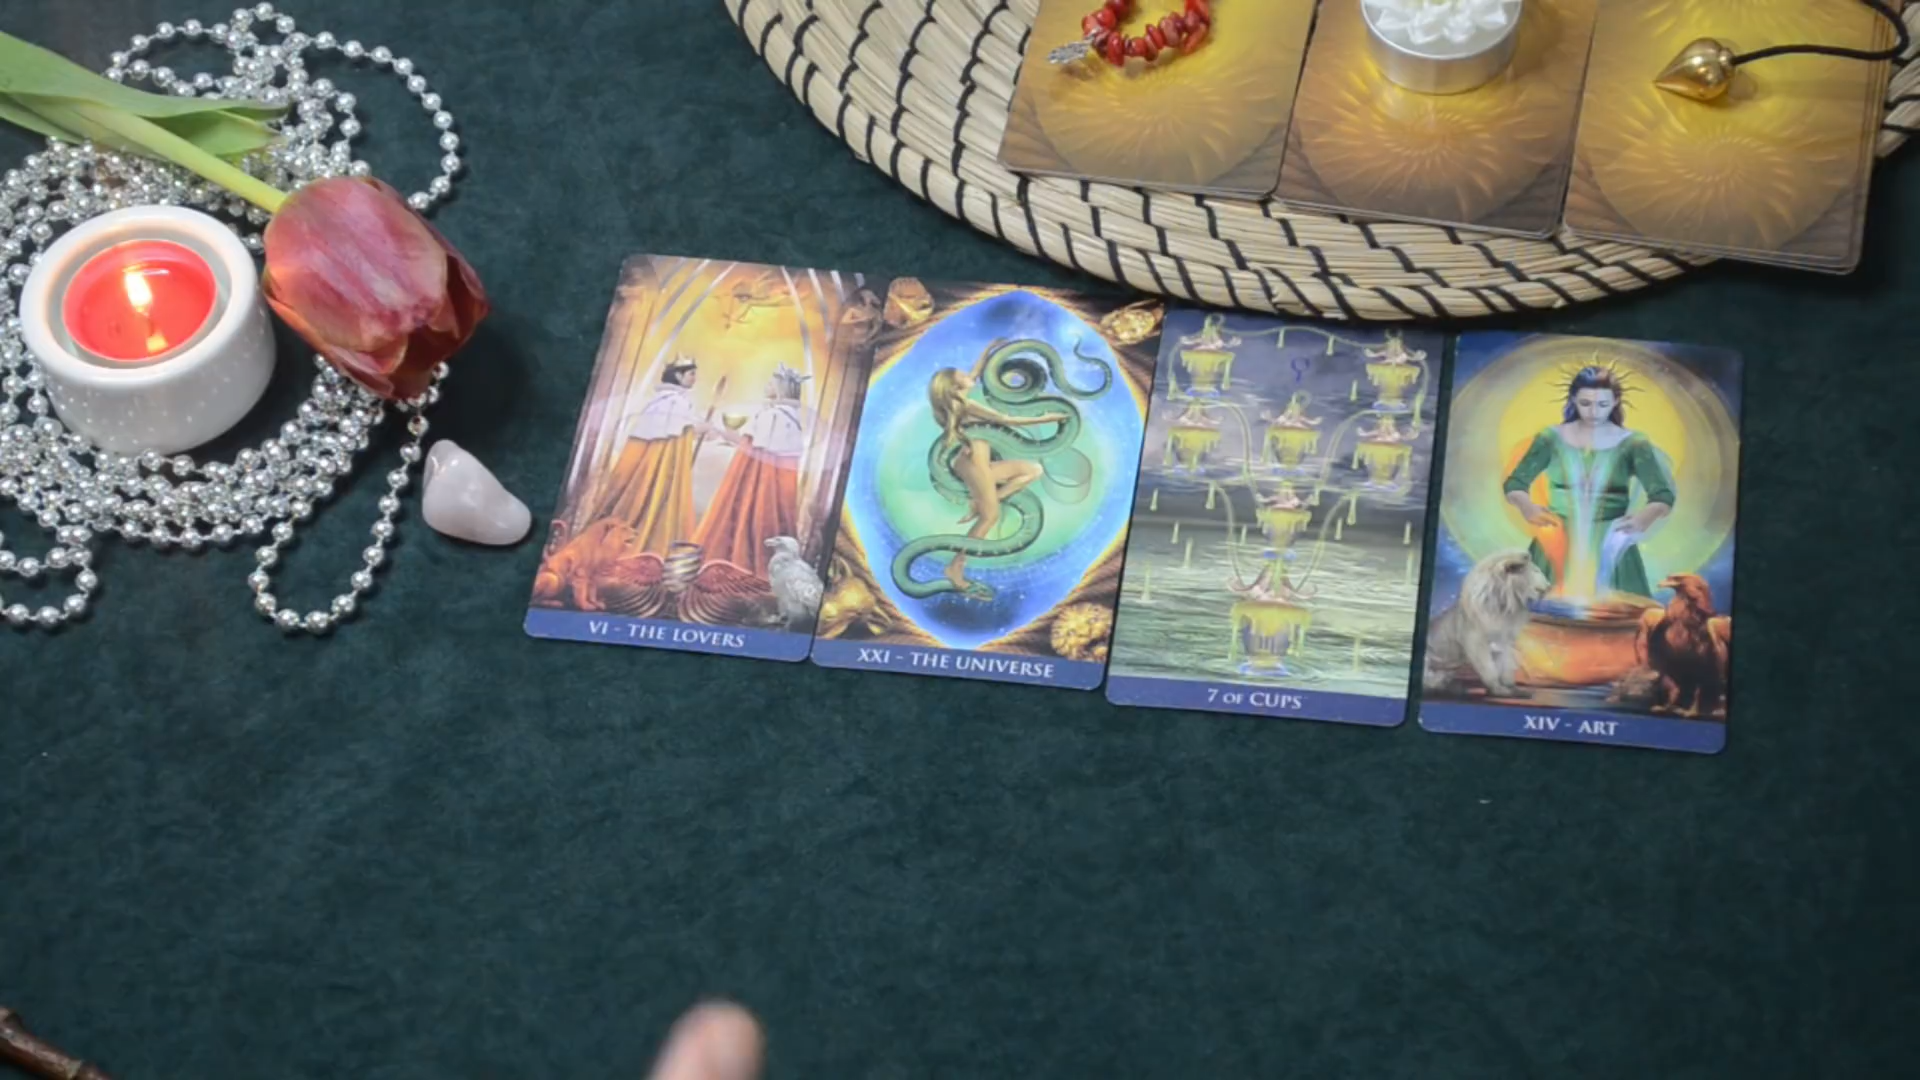 VI - THE LOVERS
XXI - THE UNIVERSE
7 OF CUPS
XIV - ART